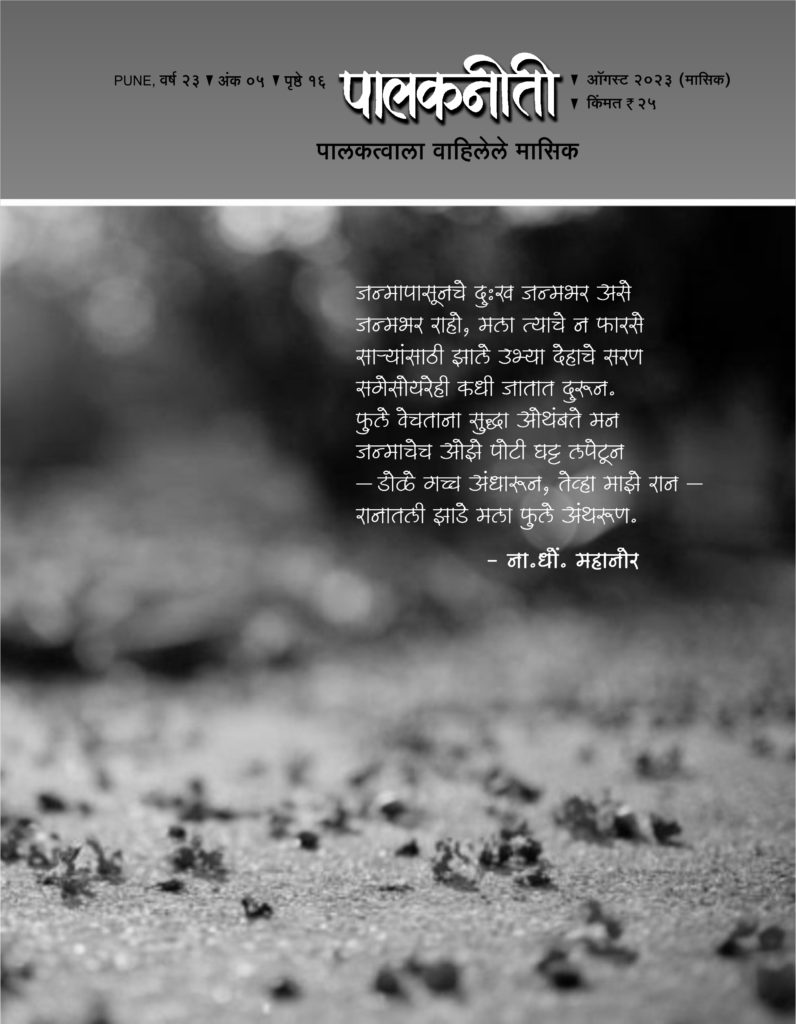 PUNE, वर्ष २३ ▼ अंक ०५ ▼ पृष्ठे १६
पालकनीती
▼ ऑगस्ट २०२३ (मासिक)
▼ किंमत ₹ २५
पालकत्वाला वाहिलेले मासिक
जन्मापासूनचे दुःख जन्मभर असे
जन्मभर राहो, मला त्याचे न फारसे
साऱ्यांसाठी झाले उभ्या देहाचे सरण
सगेसोयरेही कधी जातात दुरून.
फुले वेचताना सुद्धा ओथंबते मन
जन्माचेच ओझे पोटी घट्ट लपेटून
– डोळे गच्च अंधारून, तेव्हा माझे रान –
रानातली झाडे मला फुले अंथरूण.
- ना.धों. महानोर